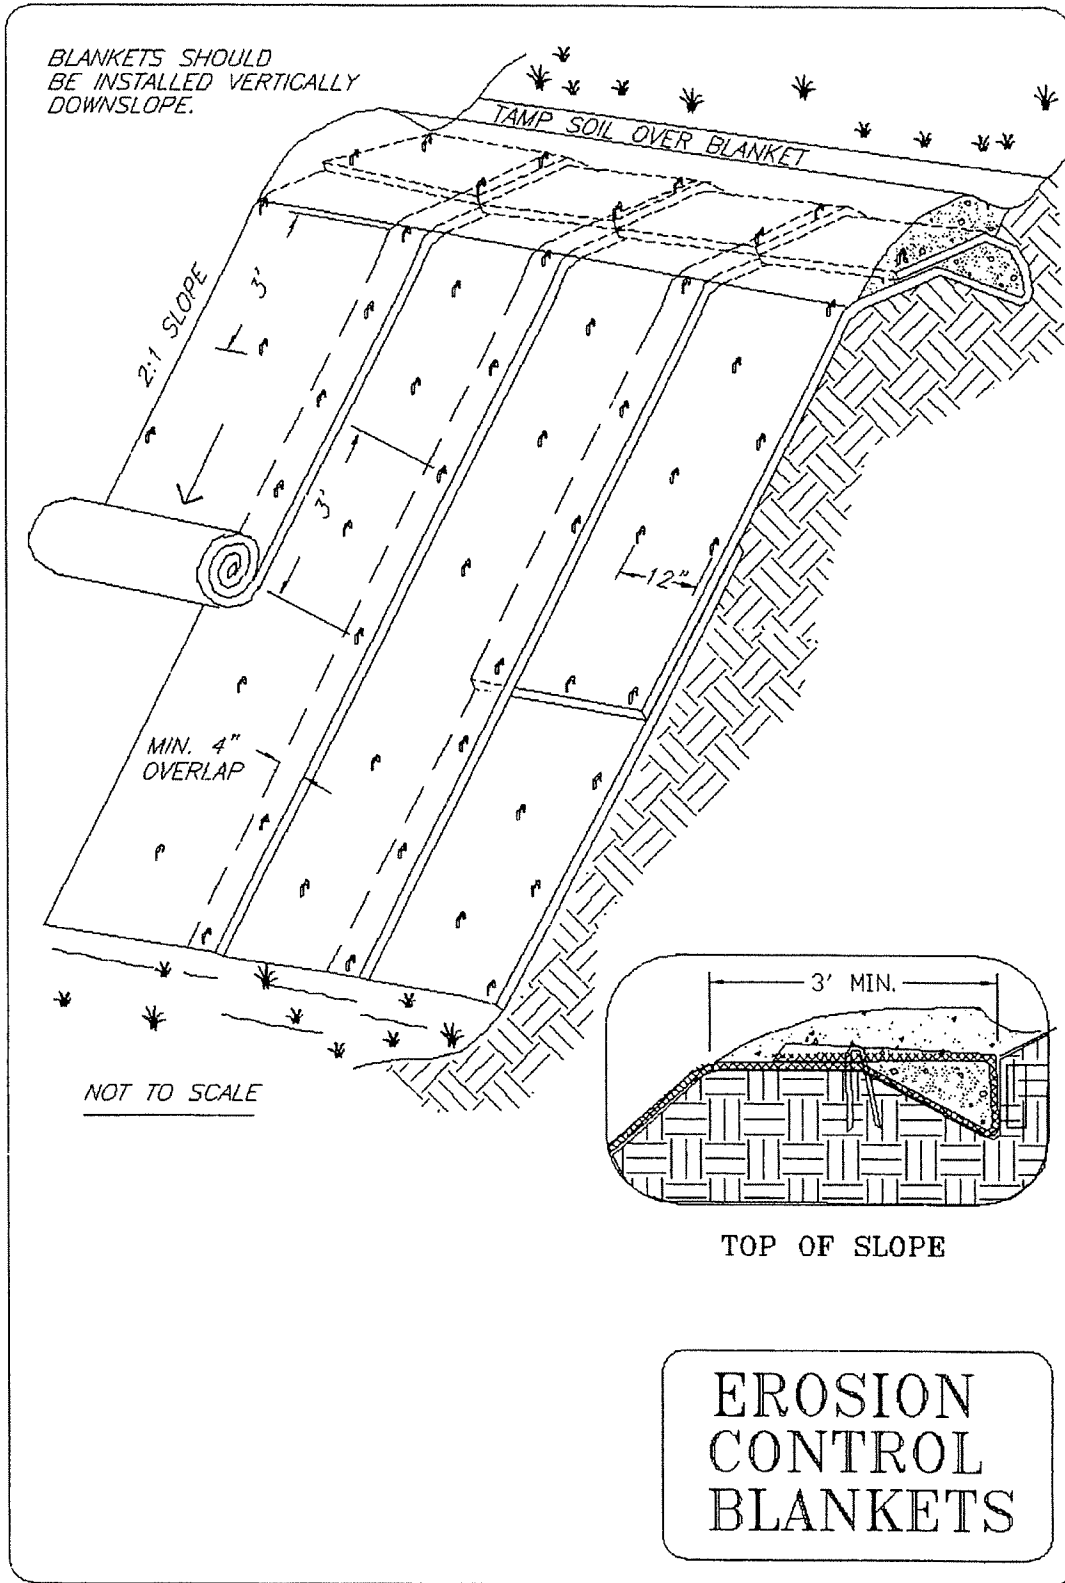 BLANKETS SHOULD
BE INSTALLED VERTICALLY
DOWNSLOPE.
TAMP SOIL OVER BLANKET
2:1 SLOPE
3'
3'
12"
MIN. 4"
OVERLAP
NOT TO SCALE
3' MIN.
TOP OF SLOPE
EROSION
CONTROL
BLANKETS